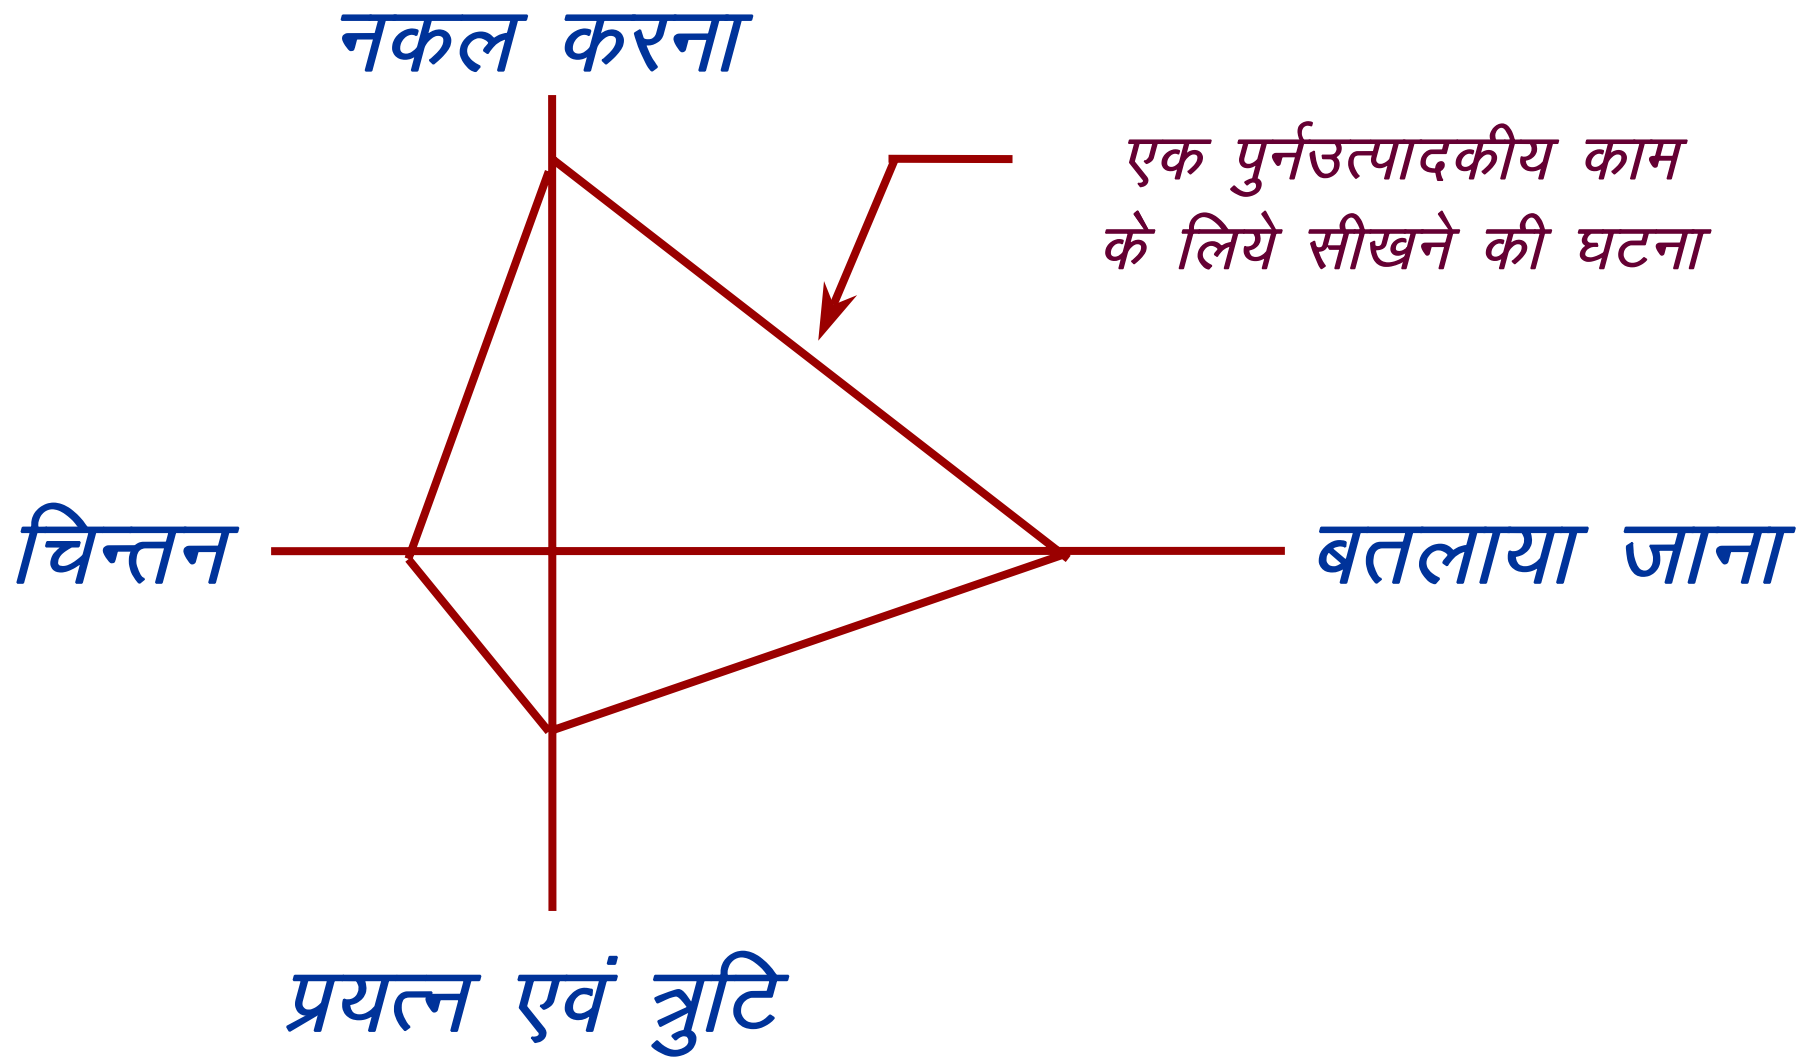 नकल करना
एक पुर्नउत्पादकीय काम
के लिये सीखने की घटना
चिन्तन
बतलाया जाना
प्रयत्न एवं त्रुटि